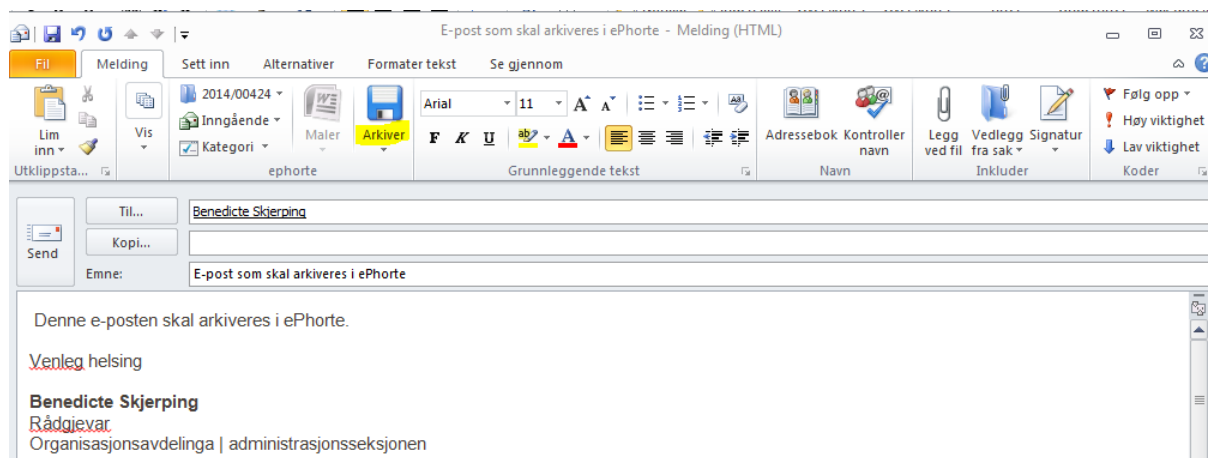 E-post som skal arkiveres i ePhorte - Melding (HTML)
Fil Melding Sett inn Alternativer Formater tekst Se gjennom
Lim inn
Utklippsta...
Vis
2014/00424
Inngående
Kategori
Maler
Arkiver
ephorte
Arial 11 A A
F K U ab A
Grunnleggende tekst
Adressebok Kontroller navn
Navn
Legg ved fil Vedlegg fra sak Signatur
Inkluder
Følg opp
Høy viktighet
Lav viktighet
Koder
Send
Til... Benedicte Skjerping
Kopi...
Emne: E-post som skal arkiveres i ePhorte
Denne e-posten skal arkiveres i ePhorte.
Venleg helsing
Benedicte Skjerping
Rådgjevar
Organisasjonsavdelinga | administrasjonsseksjonen